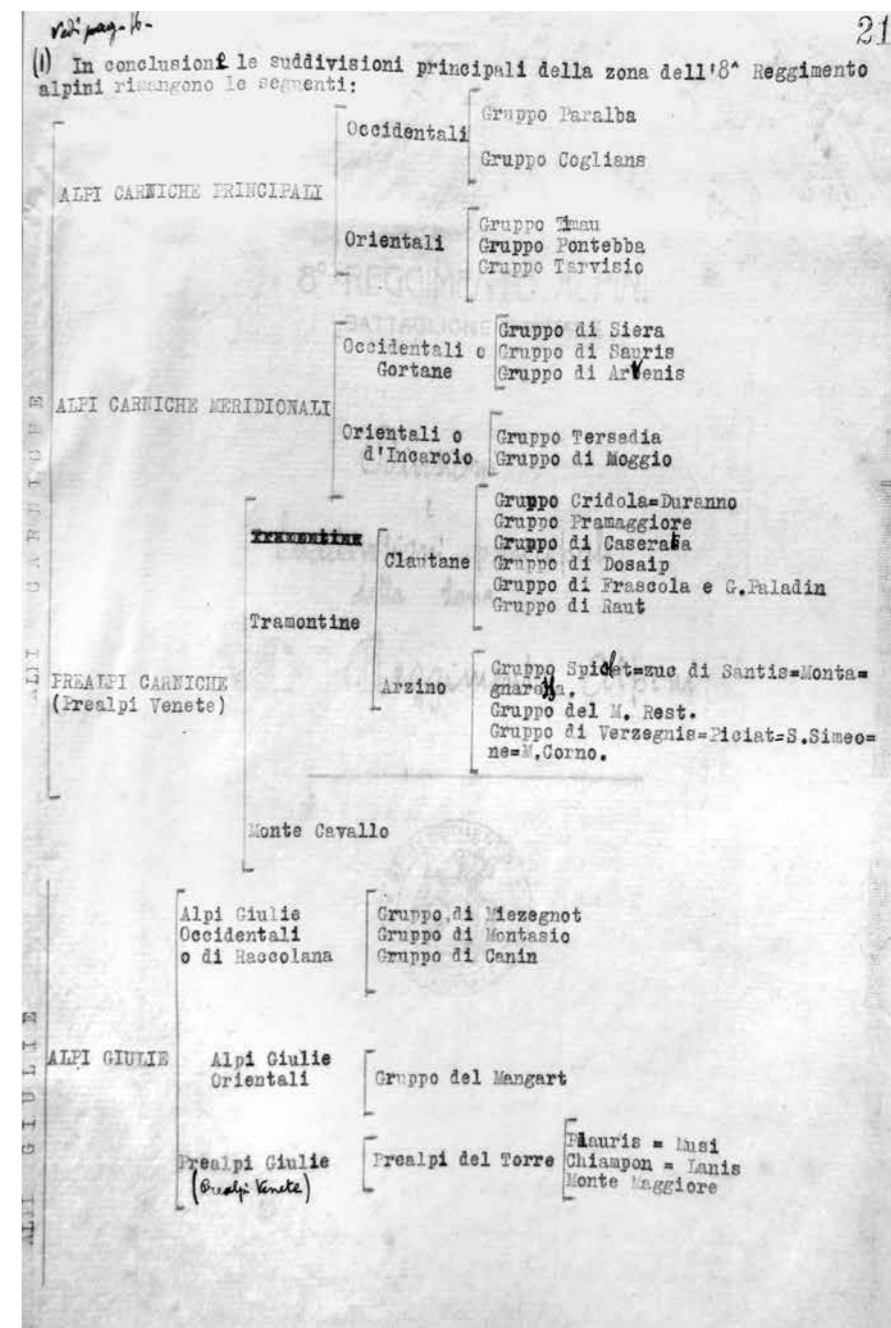 Vedi pag. 16-
21
(1) In conclusione le suddivisioni principali della zona dell'8^ Reggimento
alpini rimangono le seguenti:
ALPI CARNICHE
ALPI CARNICHE PRINCIPALI
Occidentali
Gruppo Paralba
Gruppo Coglians
Orientali
Gruppo Timau
Gruppo Pontebba
Gruppo Tarvisio
ALPI CARNICHE MERIDIONALI
Occidentali o
Gortane
Gruppo di Siera
Gruppo di Sauris
Gruppo di Arvenis
Orientali o
d'Incaroio
Gruppo Tersadia
Gruppo di Moggio
PREALPI CARNICHE
(Prealpi Venete)
Tramontine
Tramontine
Clautane
Gruppo Cridola=Duranno
Gruppo Pramaggiore
Gruppo di Caserata
Gruppo di Dosaip
Gruppo di Frascola e G.Paladin
Gruppo di Raut
Arzino
Gruppo =zuc di Santis=Monta=
Gruppo del M. Rest.
Gruppo di Verzegnis=Piciat=S.Simeo=
ne=M.Corno.
Monte Cavallo
ALPI GIULIE
ALPI GIULIE
Alpi Giulie
Occidentali
o di Raccolana
Gruppo di Miezegnot
Gruppo di Montasio
Gruppo di Canin
Alpi Giulie
Orientali
Gruppo del Mangart
Prealpi Giulie
(Prealpi Venete)
Prealpi del Torre
Plauris = Musi
Chiampon = Lanis
Monte Maggiore